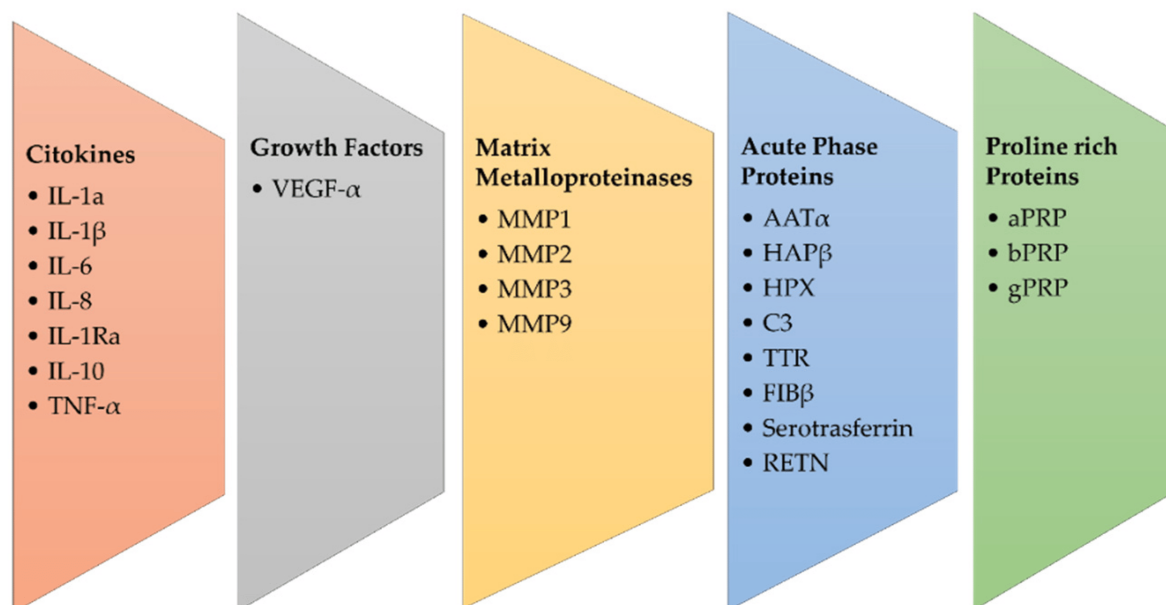 Citokines
• IL-1a
• IL-1β
• IL-6
• IL-8
• IL-1Ra
• IL-10
• TNF-α
Growth Factors
• VEGF-α
Matrix
Metalloproteinases
• MMP1
• MMP2
• MMP3
• MMP9
Acute Phase
Proteins
• AATα
• HAPβ
• HPX
• C3
• TTR
• FIBβ
• Serotrasferrin
• RETN
Proline rich
Proteins
• aPRP
• bPRP
• gPRP